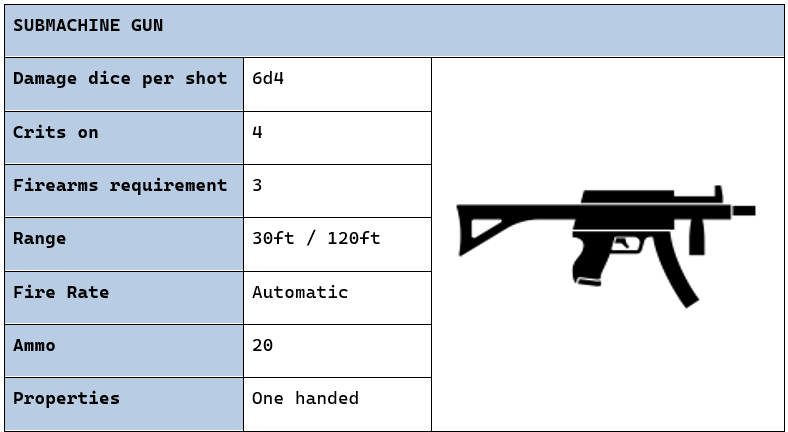 SUBMACHINE GUN
Damage dice per shot 6d4
Crits on 4
Firearms requirement 3
Range 30ft / 120ft
Fire Rate Automatic
Ammo 20
Properties One handed